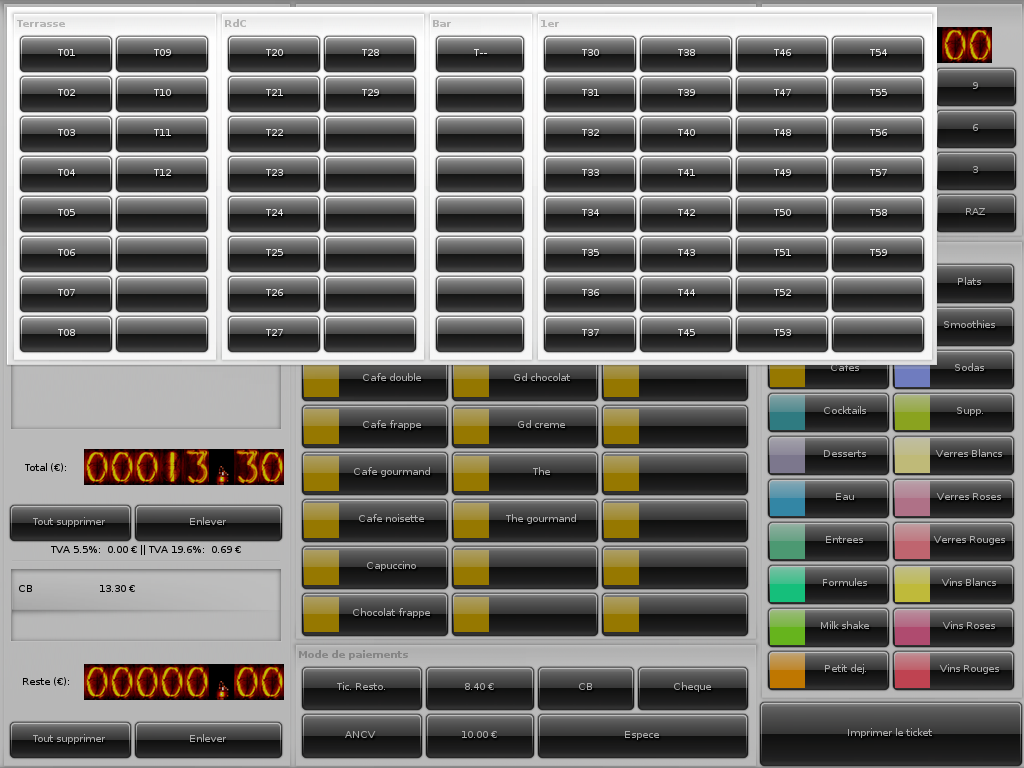 Terrasse RdC Bar 1er
T01 T09 T20 T28 T-- T30 T38 T46 T54
00
T02 T10 T21 T29 T31 T39 T47 T55 9
T03 T11 T22 T32 T40 T48 T56 6
T04 T12 T23 T33 T41 T49 T57 3
T05 T24 T34 T42 T50 T58 RAZ
T06 T25 T35 T43 T51 T59
T07 T26 T36 T44 T52 Plats
T08 T27 T37 T45 T53 Smoothies
Cafe double Gd chocolat Cafes Sodas
Cafe frappe Gd creme Cocktails Supp.
Total (€): 00013.30 Cafe gourmand The Desserts Verres Blancs
Eau Verres Roses
Tout supprimer Enlever Cafe noisette The gourmand
Entrees Verres Rouges
TVA 5.5%: 0.00 € || TVA 19.6%: 0.69 €
Capuccino
CB 13.30 € Formules Vins Blancs
Chocolat frappe Milk shake Vins Roses
Mode de paiements
Petit dej. Vins Rouges
Reste (€): 00000.00 Tic. Resto. 8.40 € CB Cheque
Tout supprimer Enlever ANCV 10.00 € Espece Imprimer le ticket